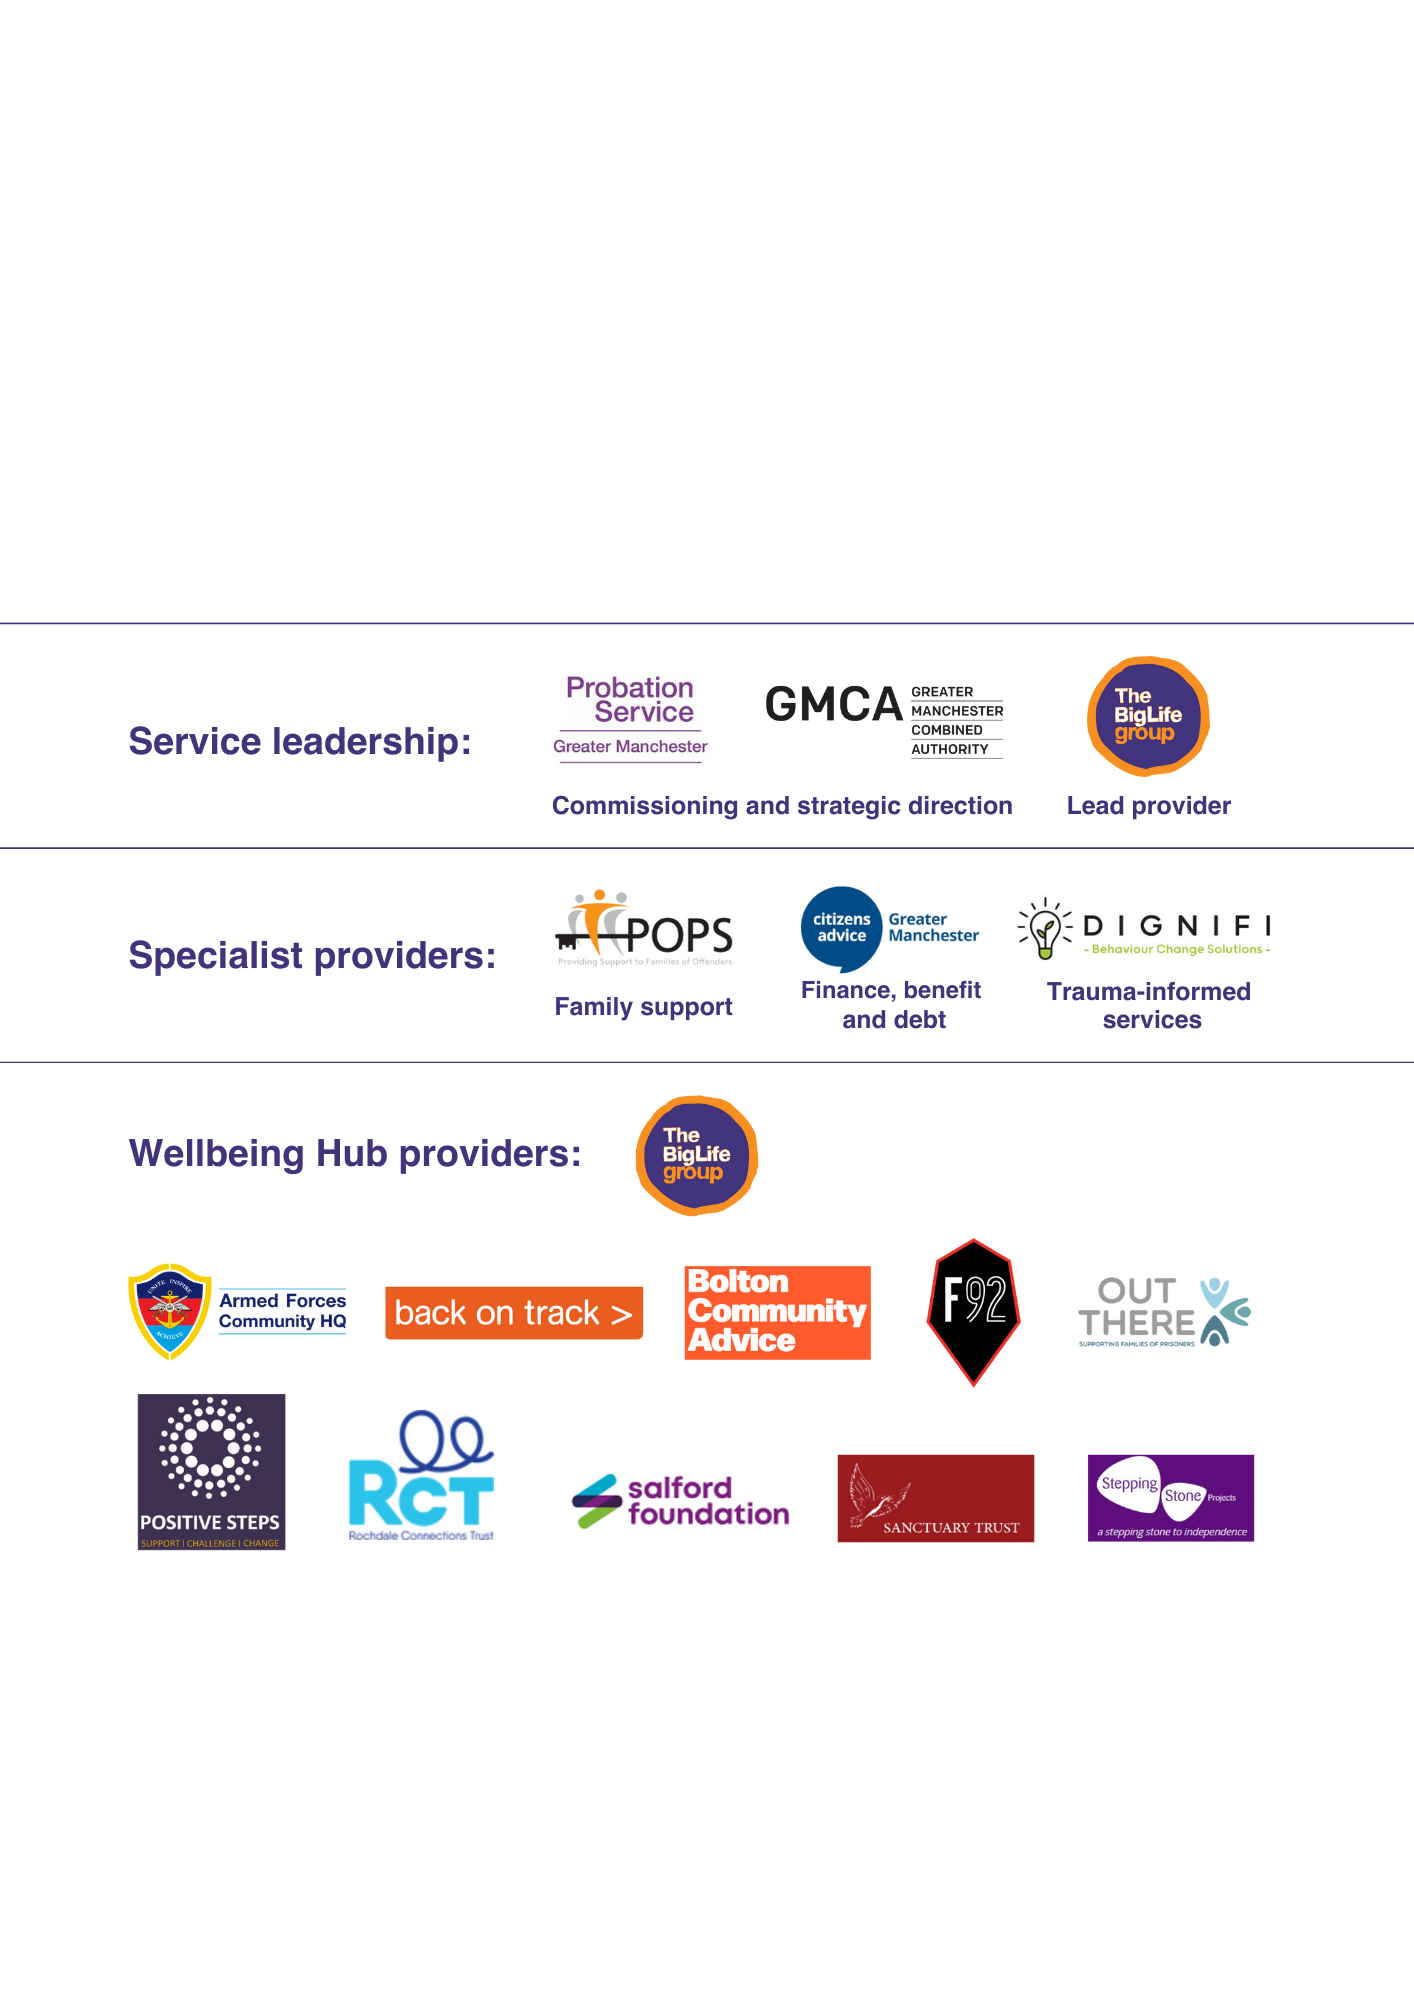 Service leadership:
Probation
Service
Greater Manchester
GMCA
GREATER
MANCHESTER
COMBINED
AUTHORITY
The
BigLife
group
Commissioning and strategic direction
Lead provider
Specialist providers:
POPS
Providing Support to Families of Offenders
Family support
citizens
advice
Greater
Manchester
Finance, benefit
and debt
DIGNIFI
- Behaviour Change Solutions -
Trauma-informed
services
Wellbeing Hub providers:
The
BigLife
group
UNITE INSPIRE
ACHIEVE
Armed Forces
Community HQ
back on track >
Bolton
Community
Advice
F92
OUT
THERE
SUPPORTING FAMILIES OF PRISONERS
POSITIVE STEPS
SUPPORT | CHALLENGE | CHANGE
RCT
Rochdale Connections Trust
salford
foundation
SANCTUARY TRUST
Stepping
Stone
Projects
a stepping stone to independence